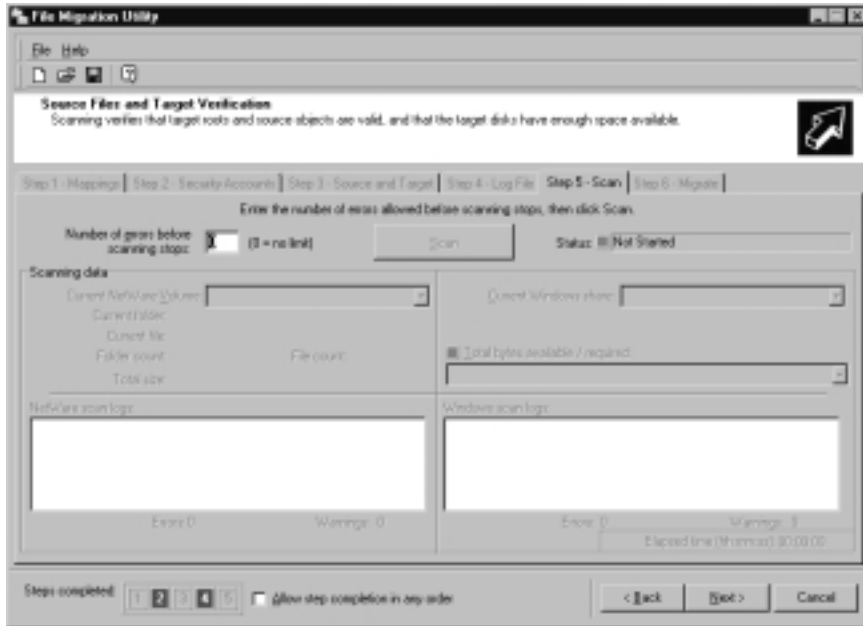 File Migration Utility
File Help
Source Files and Target Verification
Scanning verifies that target roots and source objects are valid, and that the target disks have enough space available.
Step 1 - Mappings Step 2 - Security Accounts Step 3 - Source and Target Step 4 - Log File Step 5 - Scan Step 6 - Migrate
Enter the number of errors allowed before scanning stops, then click Scan.
Number of errors before scanning stops: (0 = no limit) Scan Status: Not Started
Scanning data
Current NetWare Volume: Current Windows share:
Current folder:
Current file:
Folder count: File count: Total bytes available / required:
Total size:
NetWare scan logs: Windows scan logs:
Errors: 0 Warnings: 0 Errors: 0 Warnings: 0
Elapsed time (hh:mm:ss) 00:00:00
Steps completed: 1 2 3 4 5 Allow step completion in any order < Back Next > Cancel